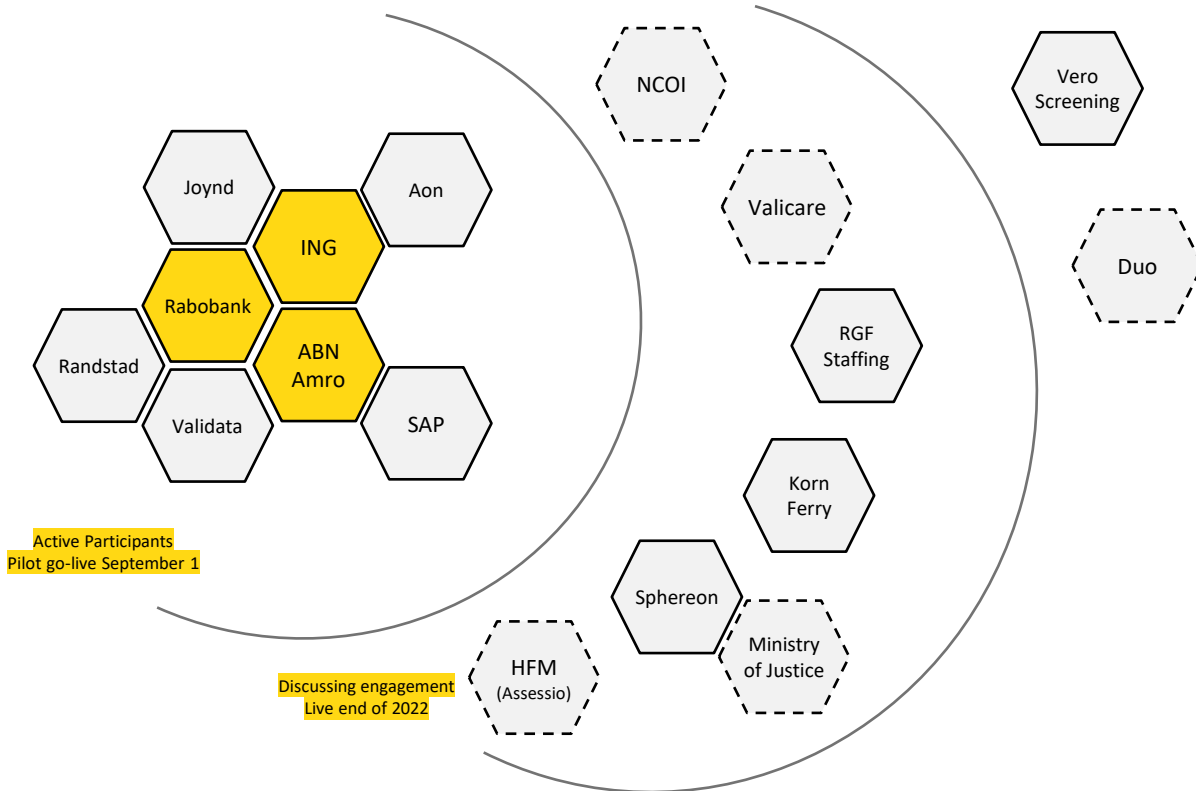 NCOI
Vero
Screening
Joynd
Aon
Valicare
ING
Duo
Rabobank
RGF
Staffing
ABN
Amro
Randstad
Validata
SAP
Korn
Ferry
Active Participants
Pilot go-live September 1
Sphereon
Ministry
of Justice
HFM
(Assessio)
Discussing engagement
Live end of 2022